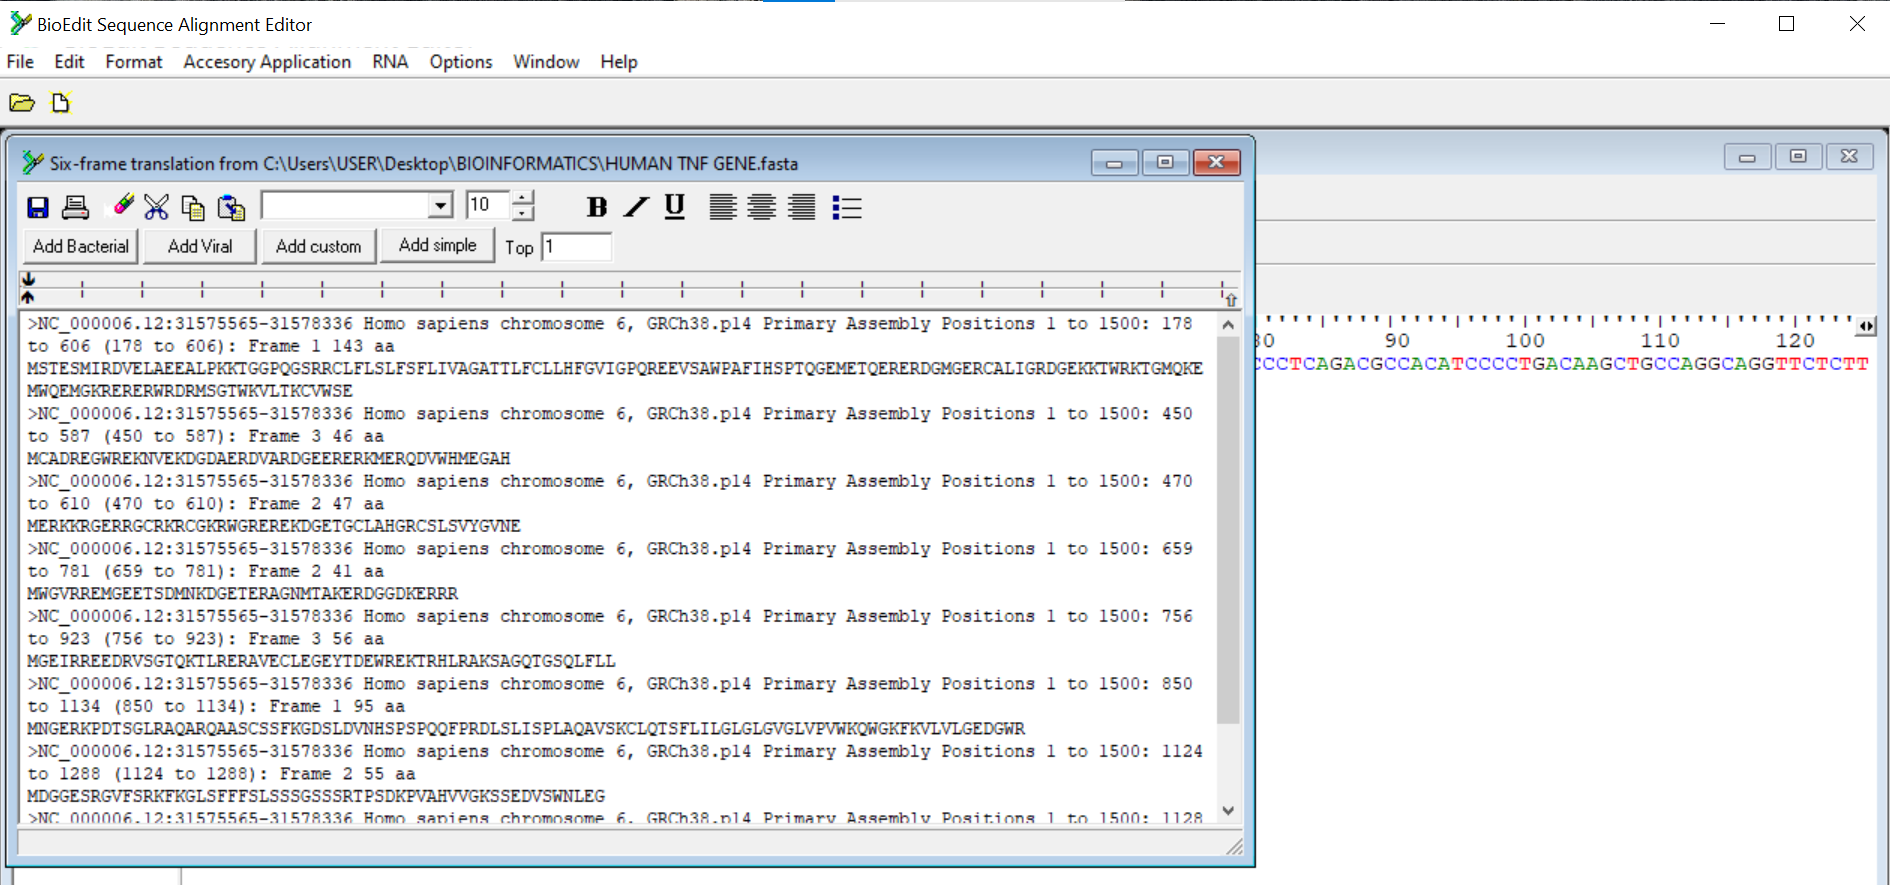 BioEdit Sequence Alignment Editor
File Edit Format Accesory Application RNA Options Window Help
Six-frame translation from C:\Users\USER\Desktop\BIOINFORMATICS\HUMAN TNF GENE.fasta
10 B I U
Add Bacterial Add Viral Add custom Add simple Top 1
>NC_000006.12:31575565-31578336 Homo sapiens chromosome 6, GRCh38.p14 Primary Assembly Positions 1 to 1500: 178
to 606 (178 to 606): Frame 1 143 aa
MSTESMIRDVELAEEALPKKTGGPQGSRRCLFLSLFSFLIVAGATTLFCLLHFGVIGPQREEVSAWPAFIHSPTQGEMETQERERDGMGERCALIGRDGEKKTWRKTGMQKE
MWQEMGKRERERWRDRMSGTWKVLTKCVWSE
>NC_000006.12:31575565-31578336 Homo sapiens chromosome 6, GRCh38.p14 Primary Assembly Positions 1 to 1500: 450
to 587 (450 to 587): Frame 3 46 aa
MCADREGWREKNVEKDGDAERDVARDGEERERKMERQDVWHMEGAH
>NC_000006.12:31575565-31578336 Homo sapiens chromosome 6, GRCh38.p14 Primary Assembly Positions 1 to 1500: 470
to 610 (470 to 610): Frame 2 47 aa
MERKKRGERRGCRKRCGKRWGREREKDGETGCLAHGRCSLSVYGVNE
>NC_000006.12:31575565-31578336 Homo sapiens chromosome 6, GRCh38.p14 Primary Assembly Positions 1 to 1500: 659
to 781 (659 to 781): Frame 2 41 aa
MWGVRREMGEETSDMNKDGETERAGNMTAKERDGGDKERRR
>NC_000006.12:31575565-31578336 Homo sapiens chromosome 6, GRCh38.p14 Primary Assembly Positions 1 to 1500: 756
to 923 (756 to 923): Frame 3 56 aa
MGEIRREEDRVSGTQKTLRERAVECLEGEYTDEWREKTRHLRAKSAGQTGSQLFLL
>NC_000006.12:31575565-31578336 Homo sapiens chromosome 6, GRCh38.p14 Primary Assembly Positions 1 to 1500: 850
to 1134 (850 to 1134): Frame 1 95 aa
MNGERKPDTSGLRAQARQAASCSSFKGDSLDVNHSPSPQQFPRDLSLISPLAQAVSKCLQTSFLILGLGLGVGLVPVWKQWGKFKVLVLGEDGWR
>NC_000006.12:31575565-31578336 Homo sapiens chromosome 6, GRCh38.p14 Primary Assembly Positions 1 to 1500: 1124
to 1288 (1124 to 1288): Frame 2 55 aa
MDGGESRGVFSRKFKGLSFFFSLSSSGSSSRTPSDKPVAHVVGKSSEDVSWNLEG
>NC_000006.12:31575565-31578336 Homo sapiens chromosome 6, GRCh38.p14 Primary Assembly Positions 1 to 1500: 1128
90 100 110 120
CCCTCAGACGCCACATCCCCTGACAAGCTGCCAGGCAGGTTCTCTT